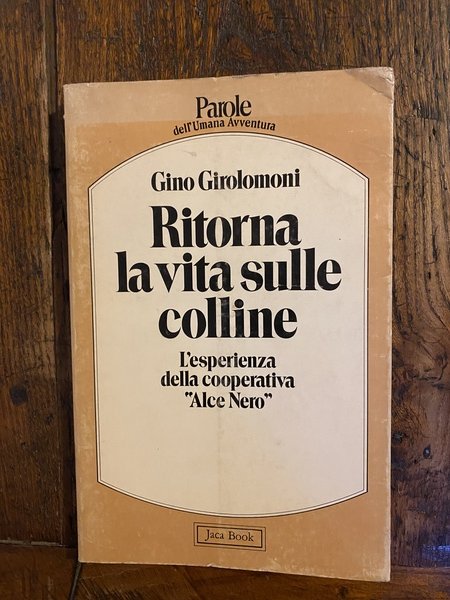 Parole
dell'Umana Avventura
Gino Girolomoni
Ritorna
la vita sulle
colline
L'esperienza
della cooperativa
"Alce Nero"
Jaca Book